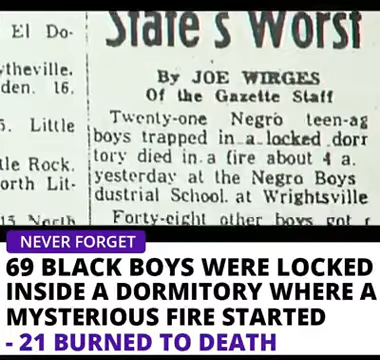 El Do-
ytheville.
den. 16.
5. Little
tle Rock.
orth Lit-
15 North
State's Worst
By JOE WIRGES
Of the Gazette Staff
Twenty-one Negro teen-ag
boys trapped in a locked dorr
tory died in a fire about 4 a.
yesterday at the Negro Boys
dustrial School at Wrightsville
Forty-eight other boys got
NEVER FORGET
69 BLACK BOYS WERE LOCKED
INSIDE A DORMITORY WHERE A
MYSTERIOUS FIRE STARTED
- 21 BURNED TO DEATH